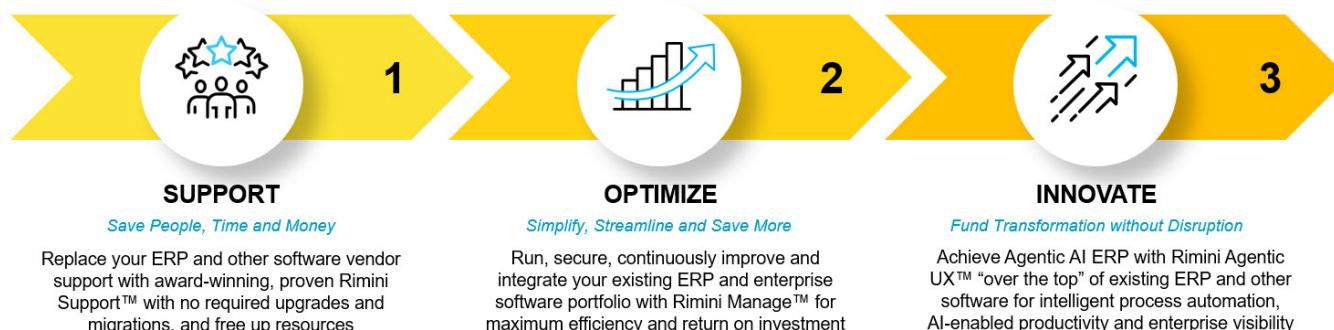 1
SUPPORT
Save People, Time and Money
Replace your ERP and other software vendor
support with award-winning, proven Rimini
Support™ with no required upgrades and
migrations, and free up resources
2
OPTIMIZE
Simplify, Streamline and Save More
Run, secure, continuously improve and
integrate your existing ERP and enterprise
software portfolio with Rimini Manage™ for
maximum efficiency and return on investment
3
INNOVATE
Fund Transformation without Disruption
Achieve Agentic AI ERP with Rimini Agentic
UX™ “over the top” of existing ERP and other
software for intelligent process automation,
AI-enabled productivity and enterprise visibility